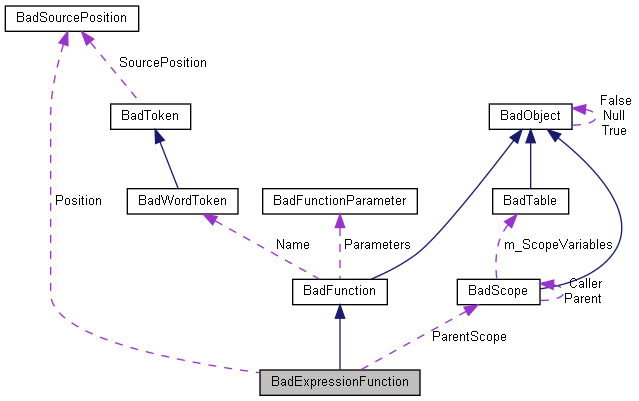 BadSourcePosition
SourcePosition
False
Null
True
BadToken
BadObject
Position
BadWordToken
BadFunctionParameter
BadTable
Name
Parameters
m_ScopeVariables
BadFunction
BadScope
Caller
Parent
ParentScope
BadExpressionFunction